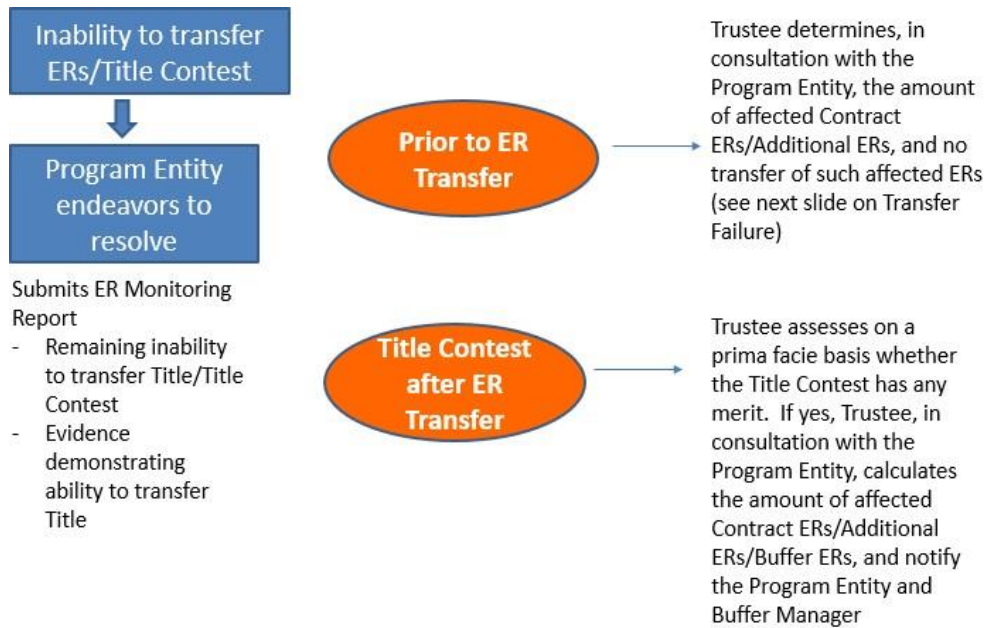 Inability to transfer
ERs/Title Contest
Program Entity
endeavors to
resolve
Submits ER Monitoring
Report
- Remaining inability
to transfer Title/Title
Contest
- Evidence
demonstrating
ability to transfer
Title
Prior to ER
Transfer
Trustee determines, in
consultation with the
Program Entity, the amount
of affected Contract
ERs/Additional ERs, and no
transfer of such affected ERs
(see next slide on Transfer
Failure)
Title Contest
after ER
Transfer
Trustee assesses on a
prima facie basis whether
the Title Contest has any
merit. If yes, Trustee, in
consultation with the
Program Entity, calculates
the amount of affected
Contract ERs/Additional
ERs/Buffer ERs, and notify
the Program Entity and
Buffer Manager